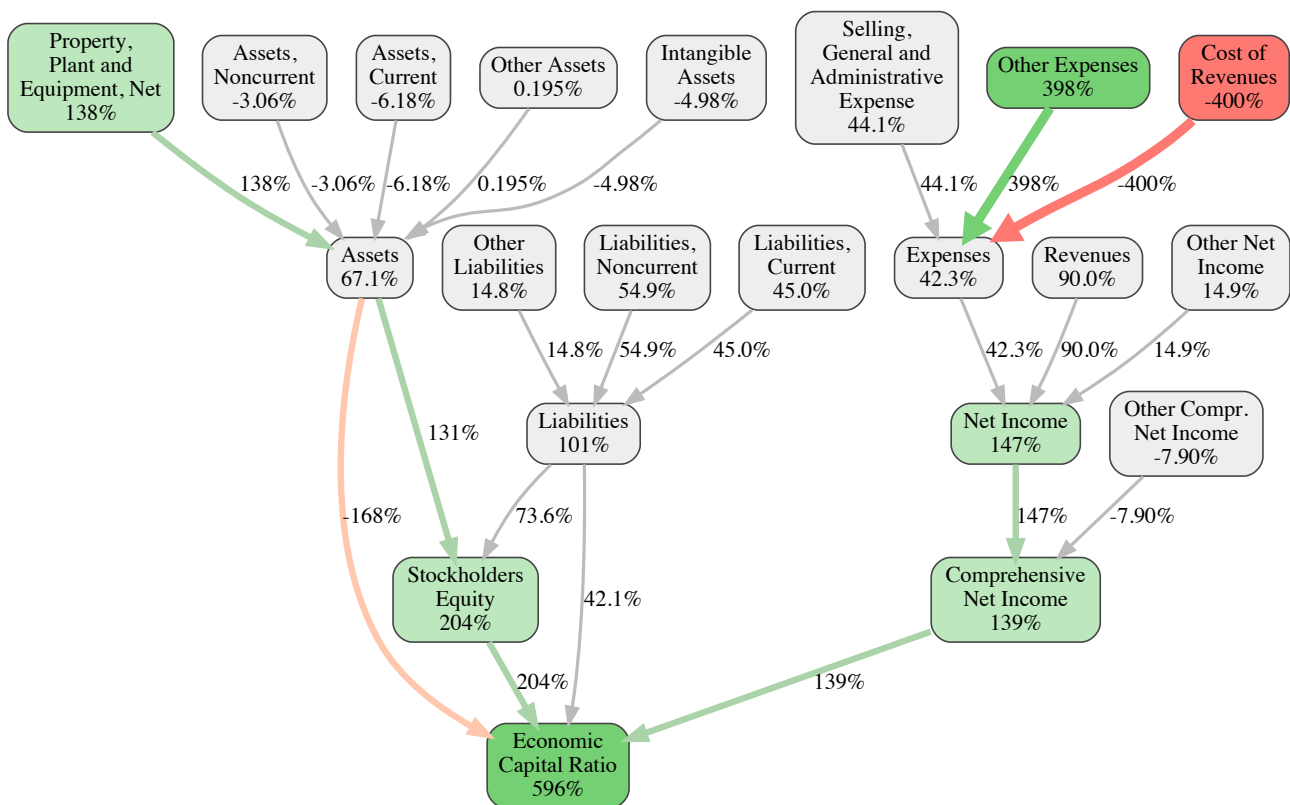 Property,
Plant and
Equipment, Net
138%
Assets,
Noncurrent
-3.06%
Assets,
Current
-6.18%
Other Assets
0.195%
Intangible
Assets
-4.98%
Selling,
General and
Administrative
Expense
44.1%
Other Expenses
398%
Cost of
Revenues
-400%
138%
-3.06%
-6.18%
0.195%
-4.98%
44.1%
398%
-400%
Assets
67.1%
Other
Liabilities
14.8%
Liabilities,
Noncurrent
54.9%
Liabilities,
Current
45.0%
Expenses
42.3%
Revenues
90.0%
Other Net
Income
14.9%
14.8%
54.9%
45.0%
42.3%
90.0%
14.9%
131%
Liabilities
101%
Net Income
147%
Other Compr.
Net Income
-7.90%
-168%
73.6%
147%
-7.90%
Stockholders
Equity
204%
42.1%
Comprehensive
Net Income
139%
204%
139%
Economic
Capital Ratio
596%